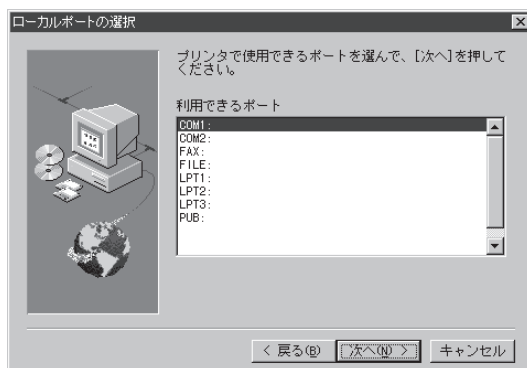 ローカルポートの選択
プリンタで使用できるポートを選んで、[次へ]を押して
ください。
利用できるポート
COM1:
COM2:
FAX:
FILE:
LPT1:
LPT2:
LPT3:
PUB:
< 戻る(B) 次へ(N) > キャンセル